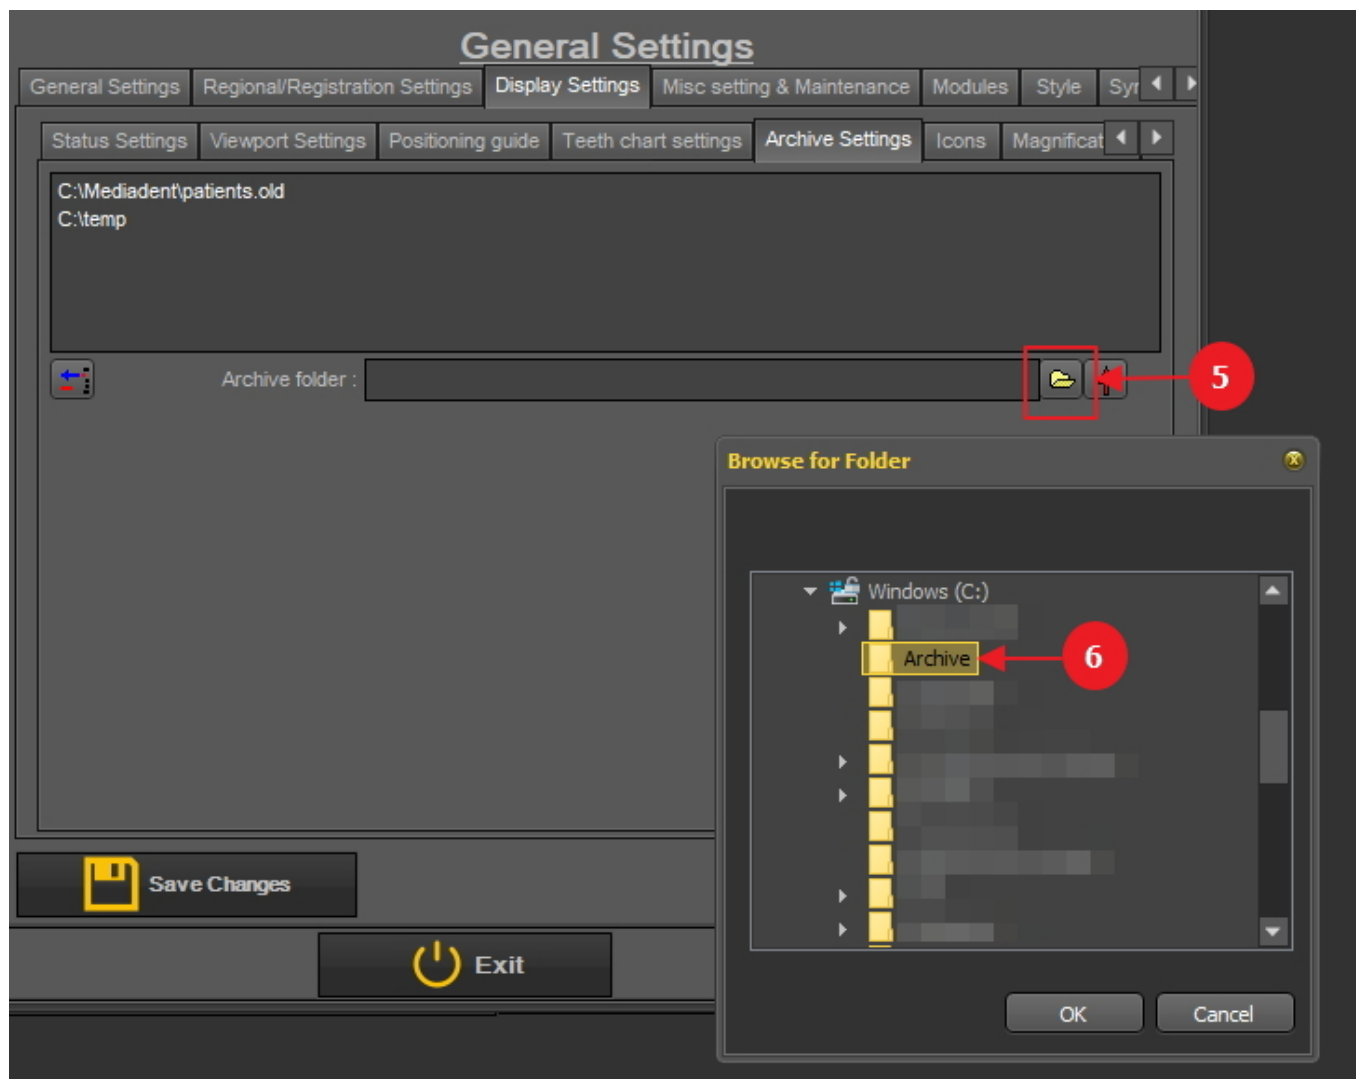 General Settings
General Settings Regional/Registration Settings Display Settings Misc setting & Maintenance Modules Style Syr
Status Settings Viewport Settings Positioning guide Teeth chart settings Archive Settings Icons Magnificat
C:\Mediadent\patients.old
C:\temp
Archive folder :
5
Browse for Folder
Windows (C:)
Archive
6
Save Changes
Exit
OK Cancel